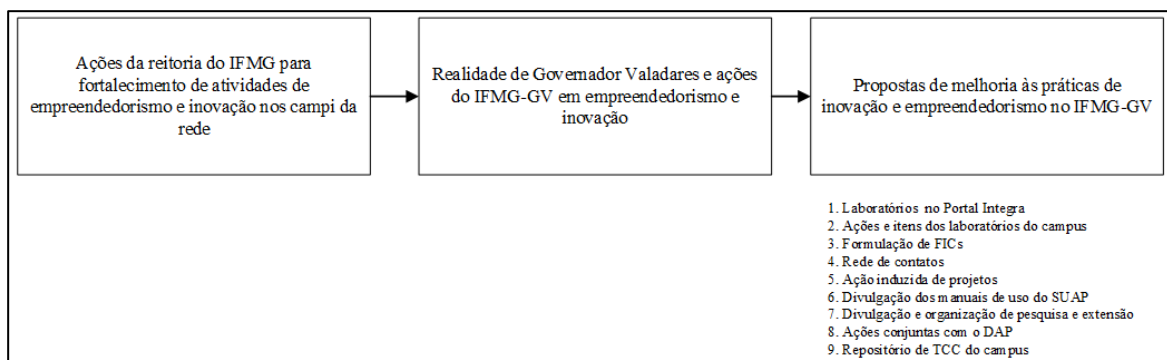 Ações da reitoria do IFMG para
fortalecimento de atividades de
empreendedorismo e inovação nos campi da
rede
Realidade de Governador Valadares e ações
do IFMG-GV em empreendedorismo e
inovação
Propostas de melhoria às práticas de
inovação e empreendedorismo no IFMG-GV
1. Laboratórios no Portal Integra
2. Ações e itens dos laboratórios do campus
3. Formulação de FICs
4. Rede de contatos
5. Ação induzida de projetos
6. Divulgação dos manuais de uso do SUAP
7. Divulgação e organização de pesquisa e extensão
8. Ações conjuntas com o DAP
9. Repositório de TCC do campus